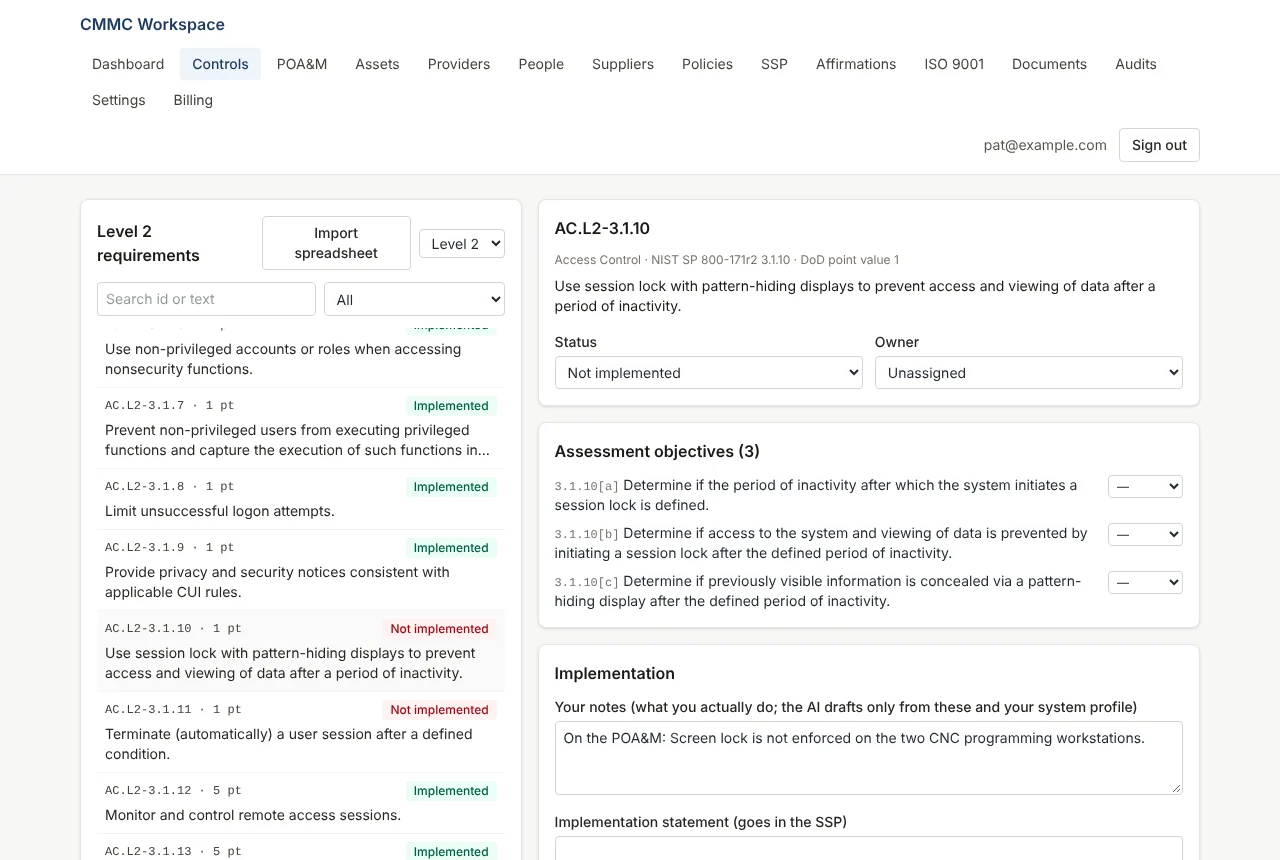 CMMC Workspace
Dashboard Controls POA&M Assets Providers People Suppliers Policies SSP Affirmations ISO 9001 Documents Audits
Settings Billing
pat@example.com Sign out
Level 2
requirements
Import
spreadsheet
Level 2
Search id or text
All
Implemented
Use non-privileged accounts or roles when accessing
nonsecurity functions.
AC.L2-3.1.7 · 1 pt Implemented
Prevent non-privileged users from executing privileged
functions and capture the execution of such functions in...
AC.L2-3.1.8 · 1 pt Implemented
Limit unsuccessful logon attempts.
AC.L2-3.1.9 · 1 pt Implemented
Provide privacy and security notices consistent with
applicable CUI rules.
AC.L2-3.1.10 · 1 pt Not implemented
Use session lock with pattern-hiding displays to prevent
access and viewing of data after a period of inactivity.
AC.L2-3.1.11 · 1 pt Not implemented
Terminate (automatically) a user session after a defined
condition.
AC.L2-3.1.12 · 5 pt Implemented
Monitor and control remote access sessions.
AC.L2-3.1.13 · 5 pt Implemented
AC.L2-3.1.10
Access Control · NIST SP 800-171r2 3.1.10 · DoD point value 1
Use session lock with pattern-hiding displays to prevent access and viewing of data after a
period of inactivity.
Status
Not implemented
Owner
Unassigned
Assessment objectives (3)
3.1.10[a] Determine if the period of inactivity after which the system initiates a
session lock is defined.
—
3.1.10[b] Determine if access to the system and viewing of data is prevented by
initiating a session lock after the defined period of inactivity.
—
3.1.10[c] Determine if previously visible information is concealed via a pattern-
hiding display after the defined period of inactivity.
—
Implementation
Your notes (what you actually do; the AI drafts only from these and your system profile)
On the POA&M: Screen lock is not enforced on the two CNC programming workstations.
Implementation statement (goes in the SSP)